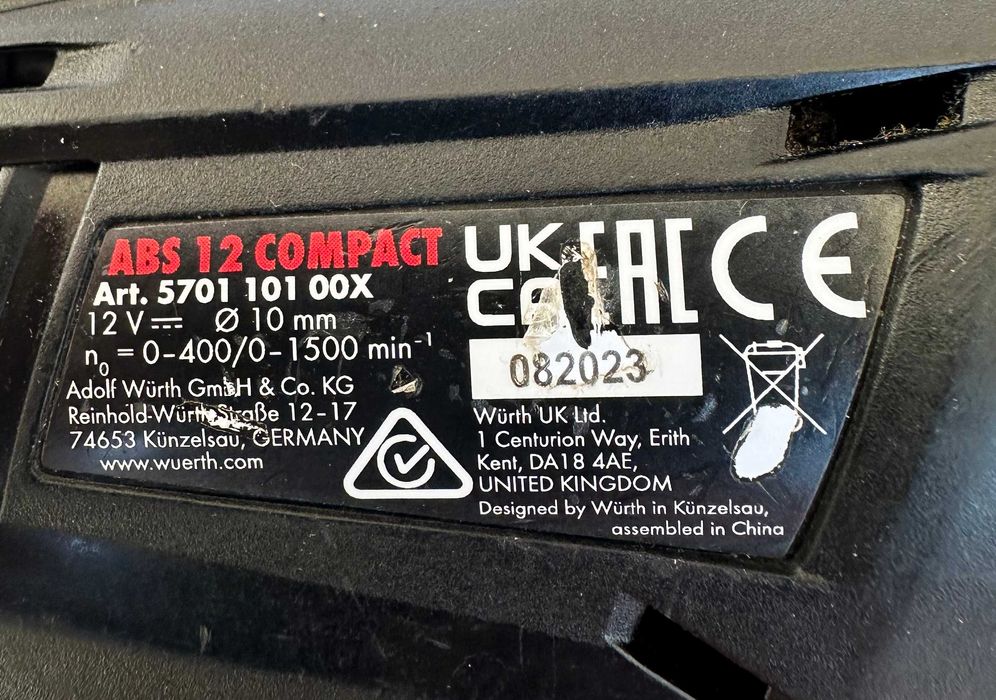 ABS 12 COMPACT
Art. 5701 101 00X
12 V Ø 10 mm
n₀ = 0-400/0-1500 min⁻¹
Adolf Würth GmbH & Co. KG
Reinhold-Würth-Straße 12-17
74653 Künzelsau, GERMANY
www.wuerth.com
UK
CA
EAC
CE
082023
Würth UK Ltd.
1 Centurion Way, Erith
Kent, DA18 4AE,
UNITED KINGDOM
Designed by Würth in Künzelsau,
assembled in China